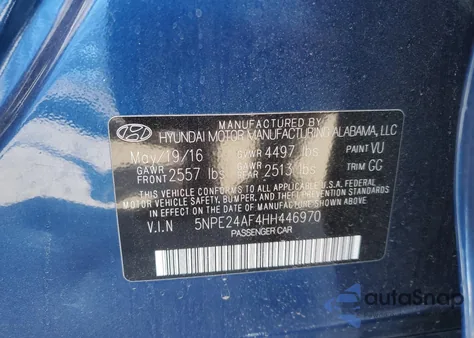 MANUFACTURED BY
HYUNDAI MOTOR MANUFACTURING ALABAMA, LLC
May/19/16 GVWR 4497 lbs PAINT VU
GAWR FRONT 2557 lbs GAWR REAR 2513 lbs TRIM GG
THIS VEHICLE CONFORMS TO ALL APPLICABLE U.S.A. FEDERAL
MOTOR VEHICLE SAFETY, BUMPER, AND
THEFT PREVENTION STANDARDS
IN EFFECT ON THE DATE OF MANUFACTURE SHOWN ABOVE.
V.I.N 5NPE24AF4HH446970
PASSENGER CAR
autoSnap